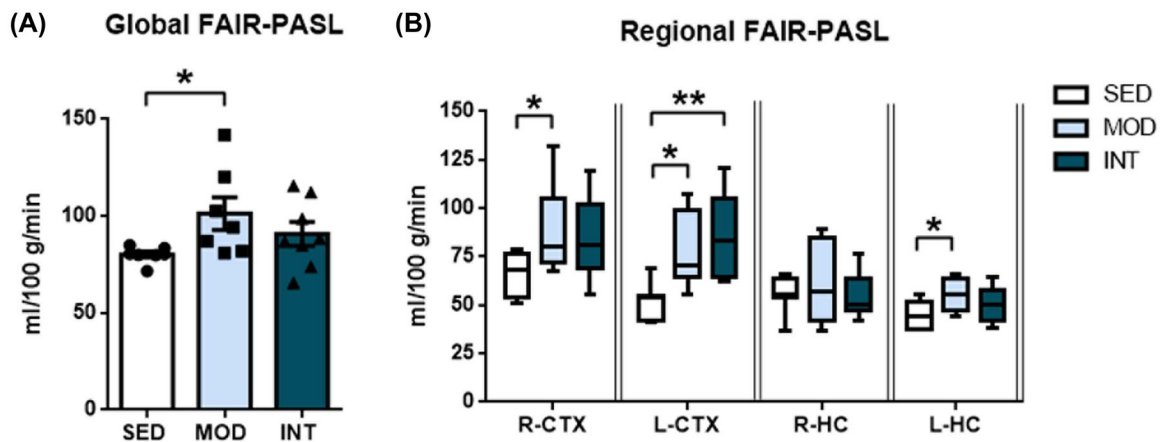 (A) Global FAIR-PASL
ml/100 g/min
150
100
50
0
*
SED MOD INT
(B) Regional FAIR-PASL
ml/100 g/min
150
125
100
75
50
25
0
*
**
*
*
R-CTX L-CTX R-HC L-HC
SED
MOD
INT